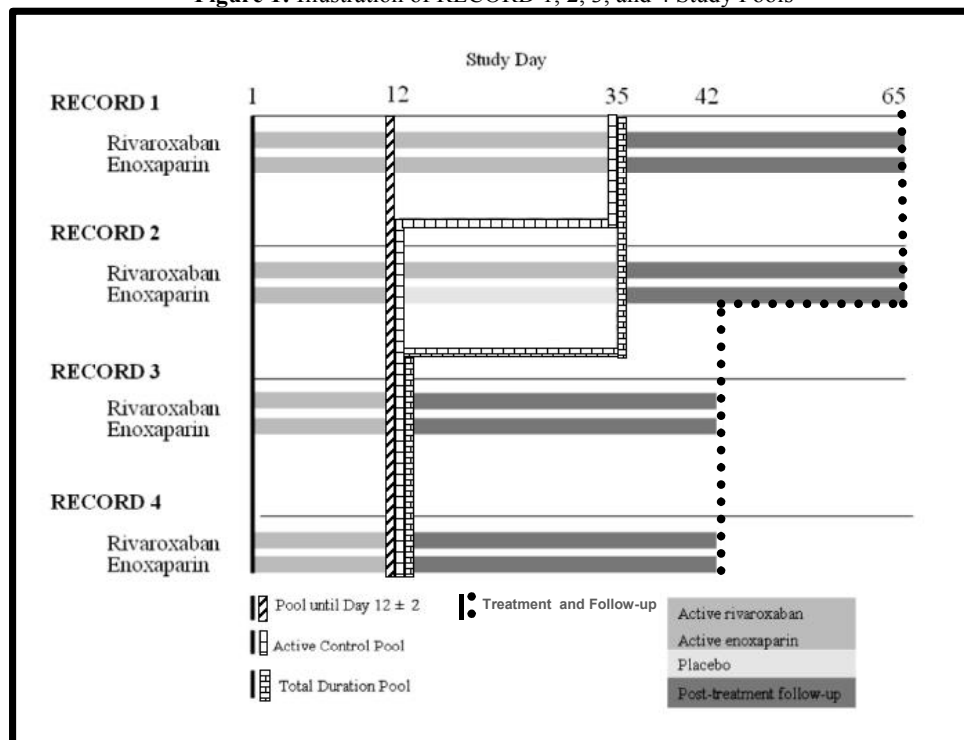 Figure 1. Illustration of RECORD 1, 2, 3, and 4 Study Pools
Study Day
RECORD 1 1 12 35 42 65
Rivaroxaban
Enoxaparin
RECORD 2
Rivaroxaban
Enoxaparin
RECORD 3
Rivaroxaban
Enoxaparin
RECORD 4
Rivaroxaban
Enoxaparin
Pool until Day 12 ± 2
Active Control Pool
Total Duration Pool
Treatment and Follow-up
Active rivaroxaban
Active enoxaparin
Placebo
Post-treatment follow-up